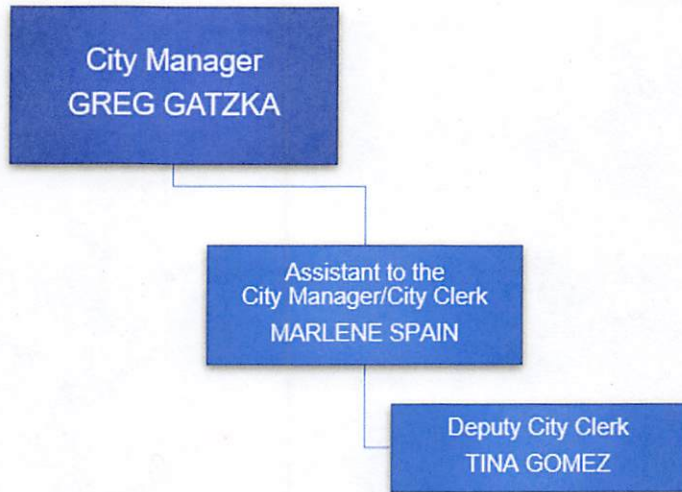 City Manager
GREG GATZKA
Assistant to the
City Manager/City Clerk
MARLENE SPAIN
Deputy City Clerk
TINA GOMEZ